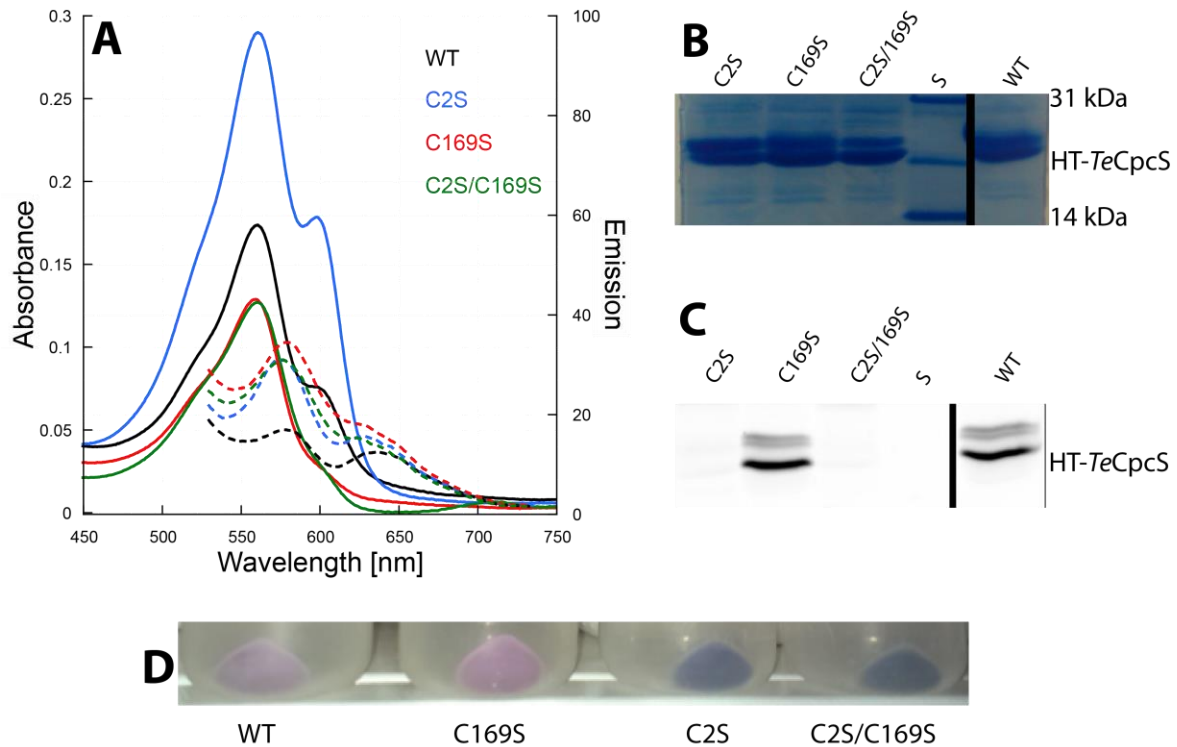 A
0.3
0.25
0.2
0.15
0.1
0.05
0
Absorbance
100
80
60
40
20
0
Emission
450 500 550 600 650 700 750
Wavelength [nm]
WT
C2S
C169S
C2S/C169S
B
C2S C169S C2S/169S S WT
31 kDa
HT-TeCpcS
14 kDa
C
C2S C169S C2S/169S S WT
HT-TeCpcS
D
WT C169S C2S C2S/C169S